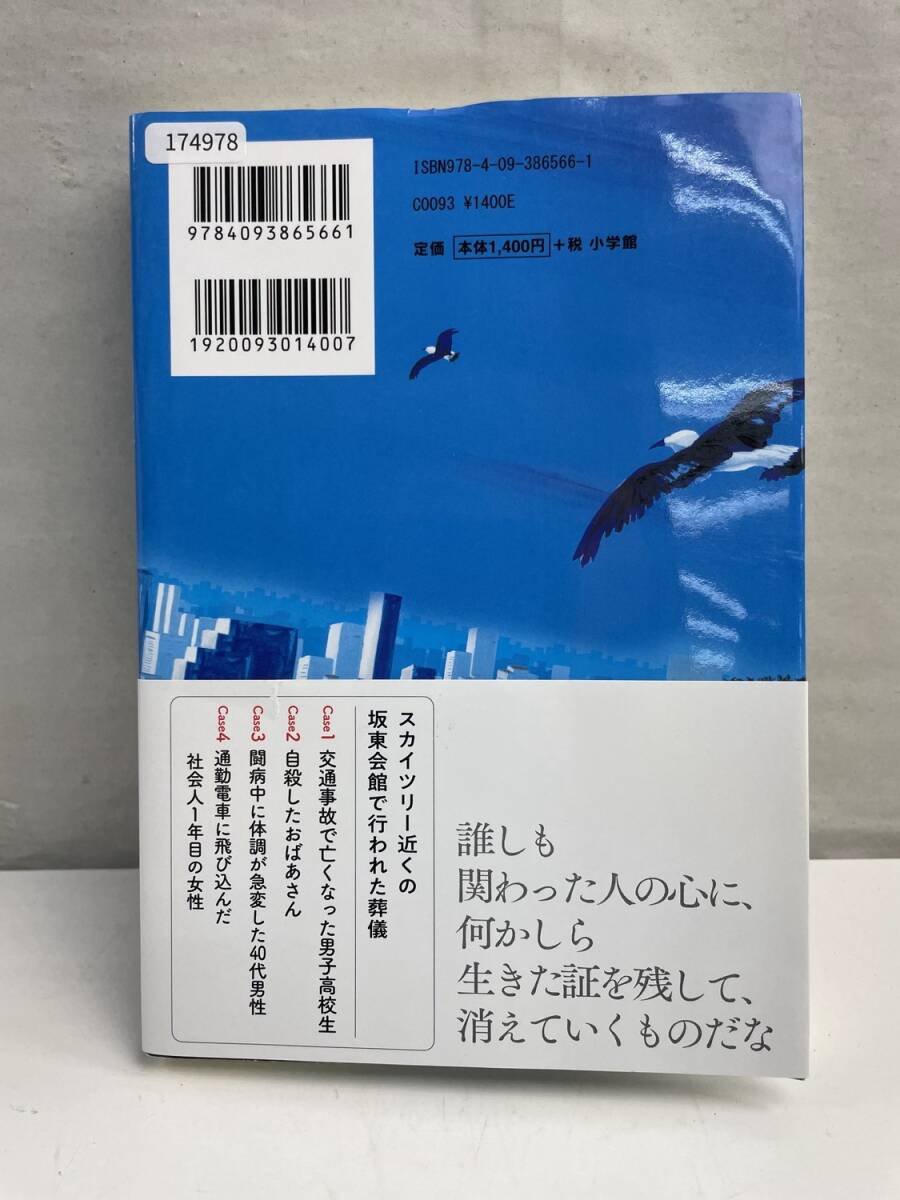 174978
9784093865661
1920093014007
ISBN978-4-09-386566-1
C0093 ¥1400E
定価 本体1,400円 +税 小学館
スカイツリー近くの
坂東会館で行われた葬儀
Case1 交通事故で亡くなった男子高校生
Case2 自殺したおばあさん
Case3 闘病中に体調が急変した40代男性
Case4 通勤電車に飛び込んだ
社会人1年目の女性
誰しも
関わった人の心に、
何かしら
生きた証を残して、
消えていくものだな